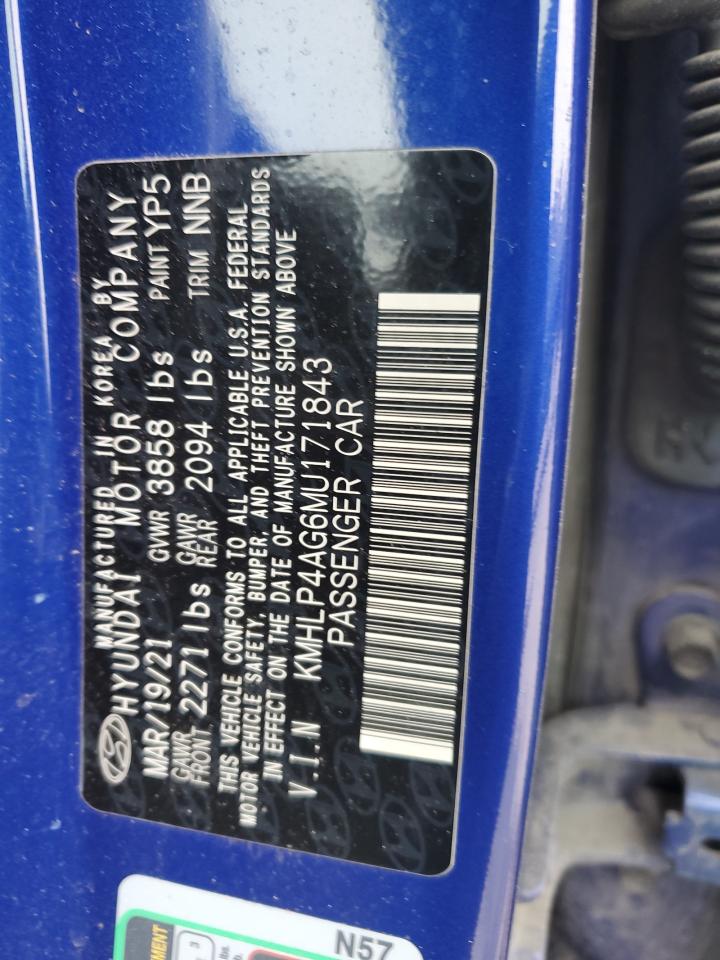 MANUFACTURED IN KOREA BY
HYUNDAI MOTOR COMPANY
MAR/19/21 GVWR 3858 lbs PAINT YP5
GAWR FRONT 2271 lbs GAWR REAR 2094 lbs TRIM NNB
THIS VEHICLE CONFORMS TO ALL APPLICABLE U.S.A. FEDERAL
MOTOR VEHICLE SAFETY, BUMPER, AND THEFT PREVENTION STANDARDS
IN EFFECT ON THE DATE OF MANUFACTURE SHOWN ABOVE
V.I.N KMHLP4AG6MU171843
PASSENGER CAR
N57
3